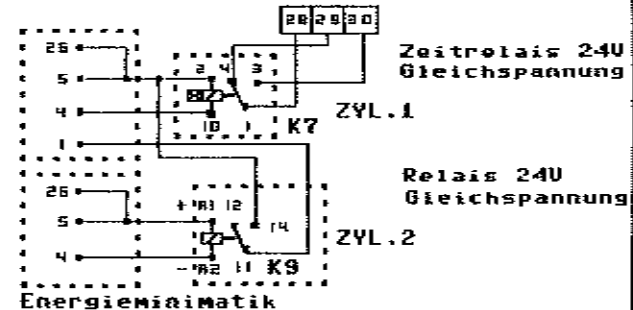 28 29 30
26
5
4
1
2 4 3
10 1 K7
ZYL.1
Zeitrelais 24V
Gleichspannung
26
5
4
+ A1 12
14
- A2 11 K9
ZYL.2
Relais 24V
Gleichspannung
Energieminimatik